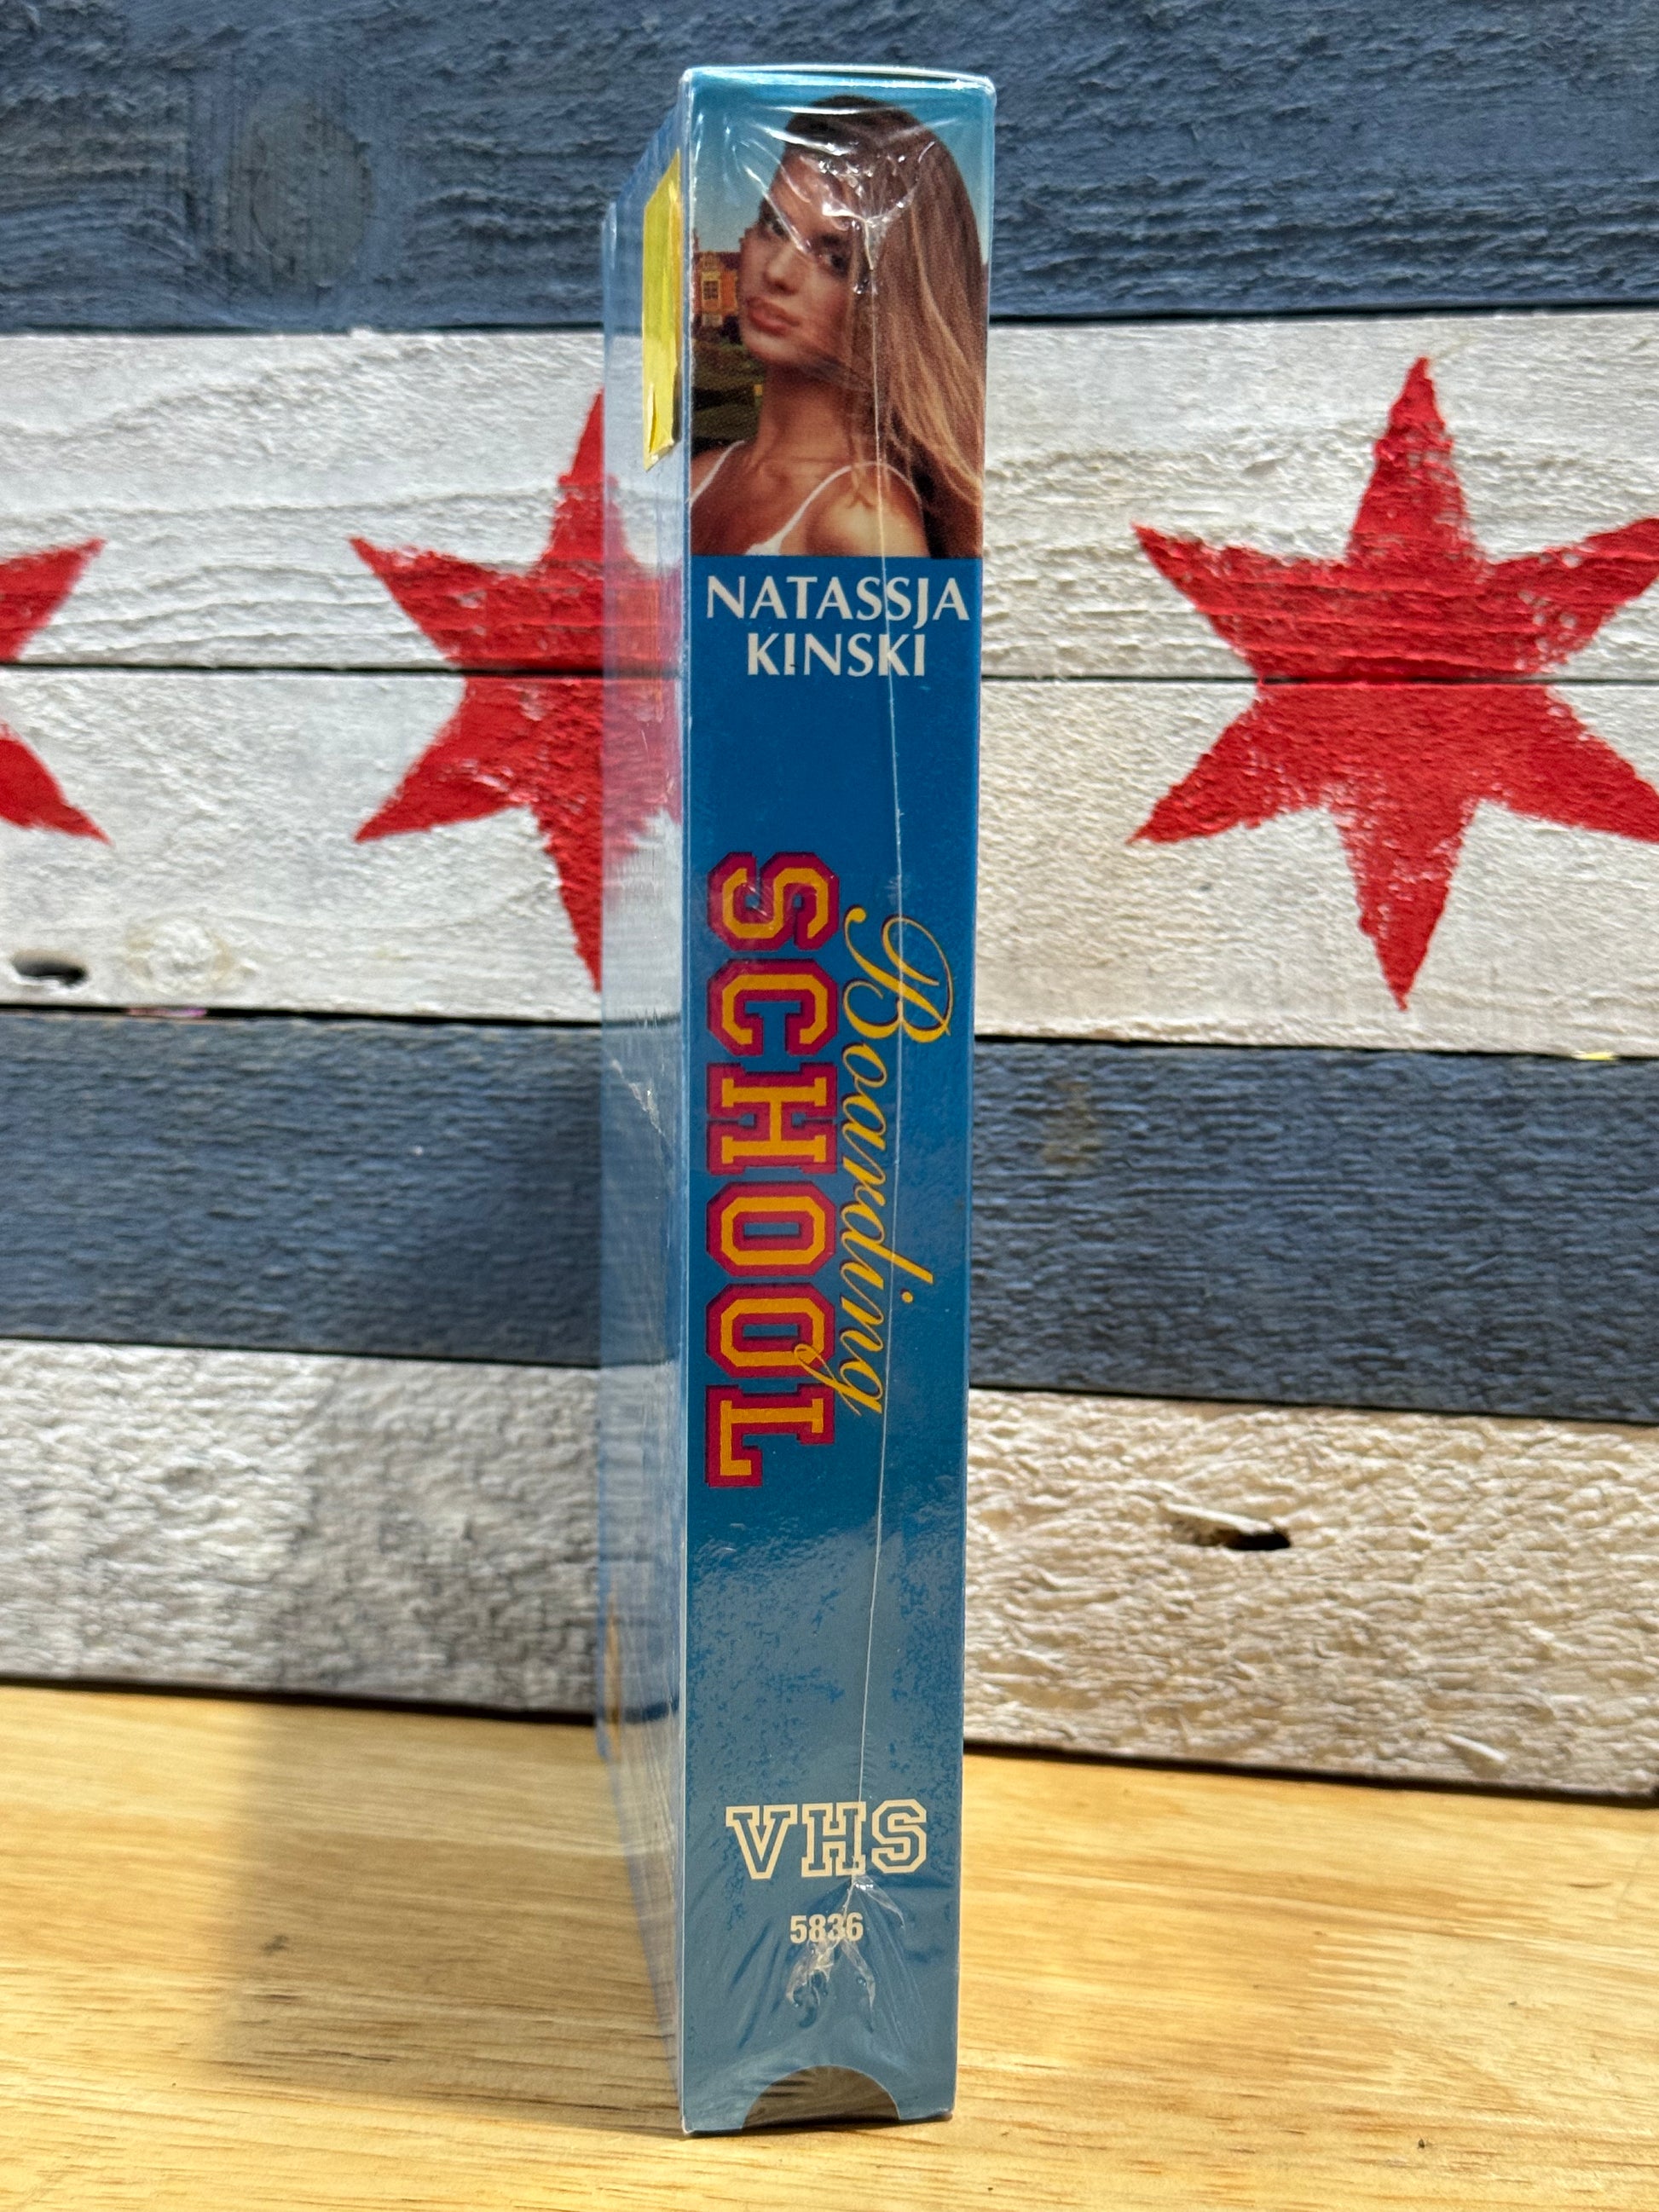 NATASSJA
KINSKI
Boarding
SCHOOL
VHS
5836